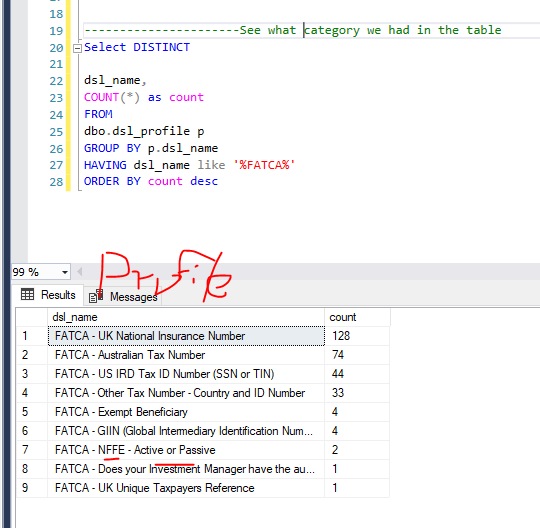 17
18
19 ----------------------See what category we had in the table
20 Select DISTINCT
21
22 dsl_name,
23 COUNT(*) as count
24 FROM
25 dbo.dsl_profile p
26 GROUP BY p.dsl_name
27 HAVING dsl_name like '%FATCA%'
28 ORDER BY count desc
Profile
99 %
Results Messages
dsl_name count
1 FATCA - UK National Insurance Number 128
2 FATCA - Australian Tax Number 74
3 FATCA - US IRD Tax ID Number (SSN or TIN) 44
4 FATCA - Other Tax Number - Country and ID Number 33
5 FATCA - Exempt Beneficiary 4
6 FATCA - GIIN (Global Intermediary Identification Num... 4
7 FATCA - NFFE - Active or Passive 2
8 FATCA - Does your Investment Manager have the au... 1
9 FATCA - UK Unique Taxpayers Reference 1